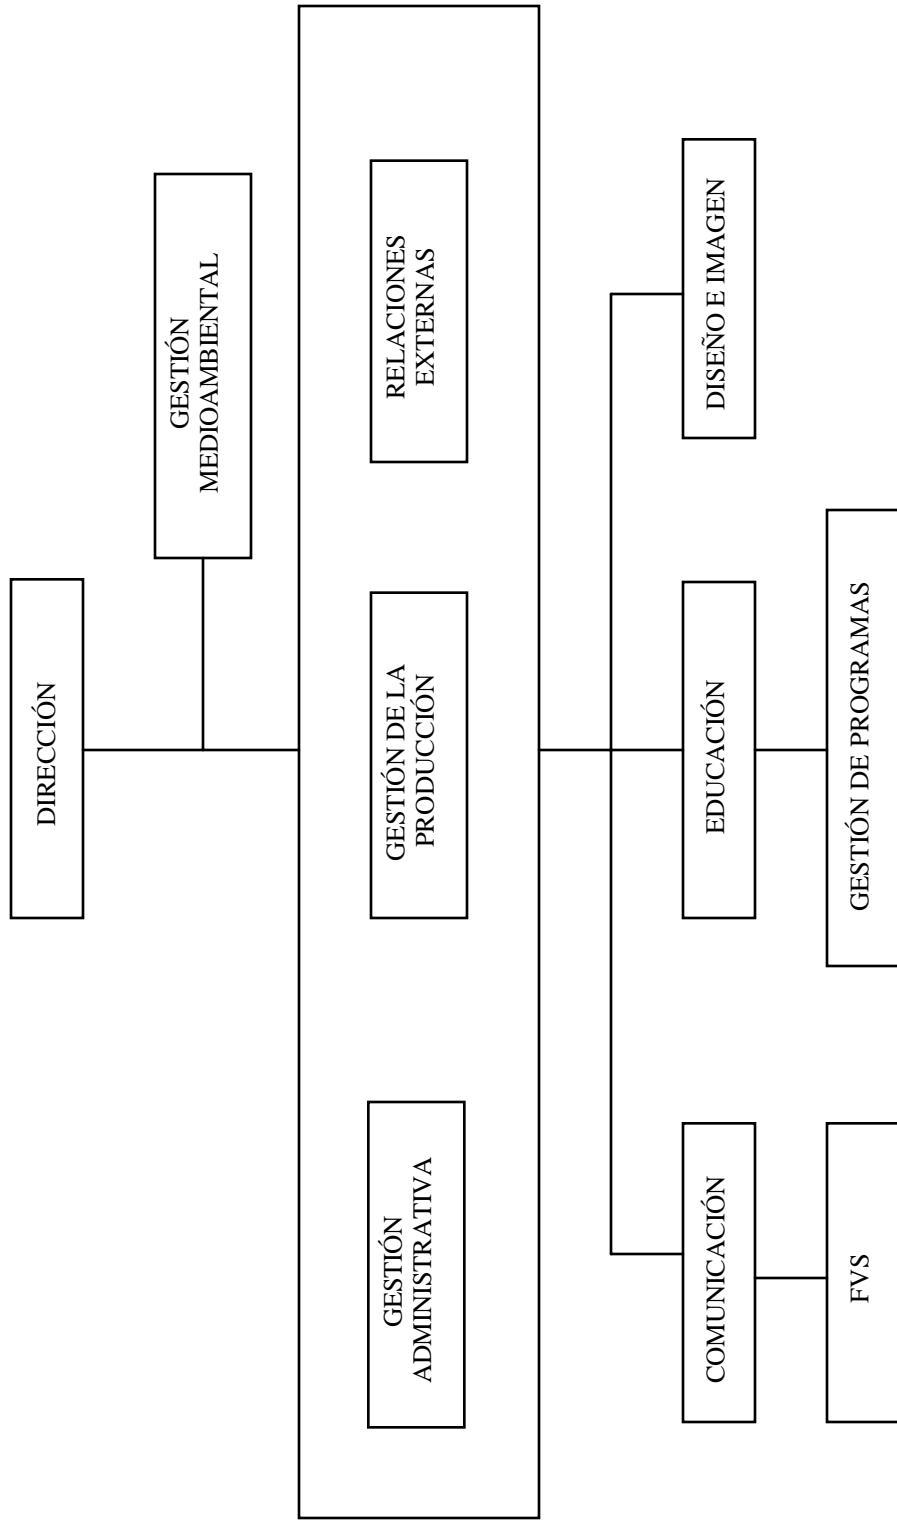 DIRECCIÓN
GESTIÓN
MEDIOAMBIENTAL
GESTIÓN
ADMINISTRATIVA
GESTIÓN DE LA
PRODUCCIÓN
RELACIONES
EXTERNAS
COMUNICACIÓN
EDUCACIÓN
DISEÑO E IMAGEN
FVS
GESTIÓN DE PROGRAMAS